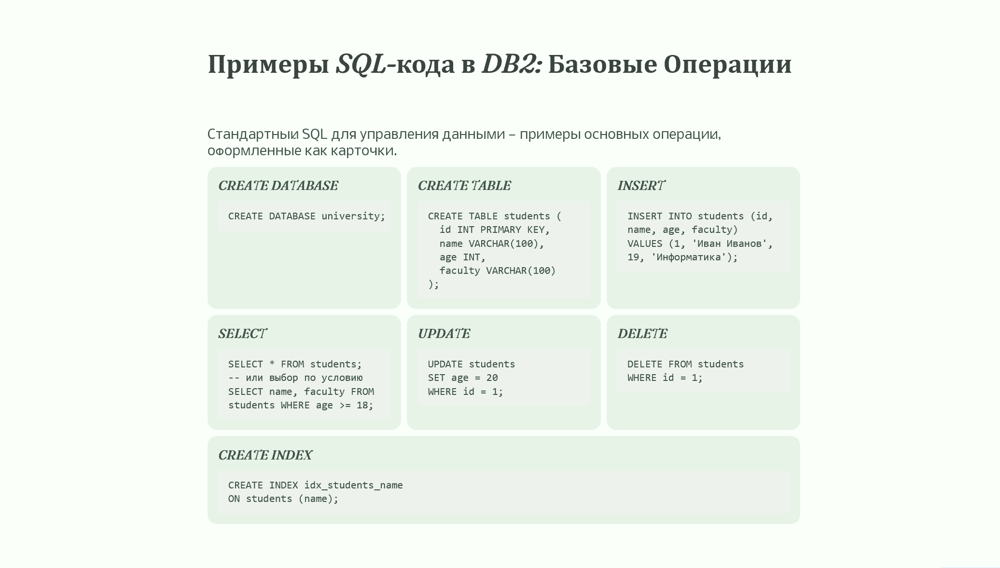 Примеры SQL-кода в DB2: Базовые Операции
Стандартный SQL для управления данными – примеры основных операций,
оформленные как карточки.
CREATE DATABASE
CREATE DATABASE university;
CREATE TABLE
CREATE TABLE students (
  id INT PRIMARY KEY,
  name VARCHAR(100),
  age INT,
  faculty VARCHAR(100)
);
INSERT
INSERT INTO students (id,
name, age, faculty)
VALUES (1, 'Иван Иванов',
19, 'Информатика');
SELECT
SELECT * FROM students;
-- или выбор по условию
SELECT name, faculty FROM
students WHERE age >= 18;
UPDATE
UPDATE students
SET age = 20
WHERE id = 1;
DELETE
DELETE FROM students
WHERE id = 1;
CREATE INDEX
CREATE INDEX idx_students_name
ON students (name);